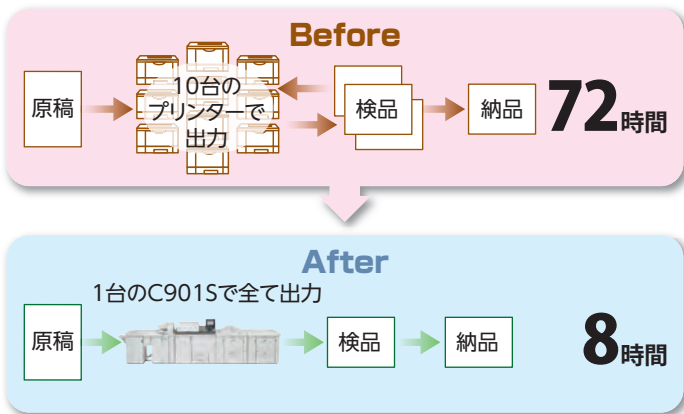 Before
原稿
10台の
プリンターで
出力
検品
納品
72時間
After
1台のC901Sで全て出力
原稿
検品
納品
8時間